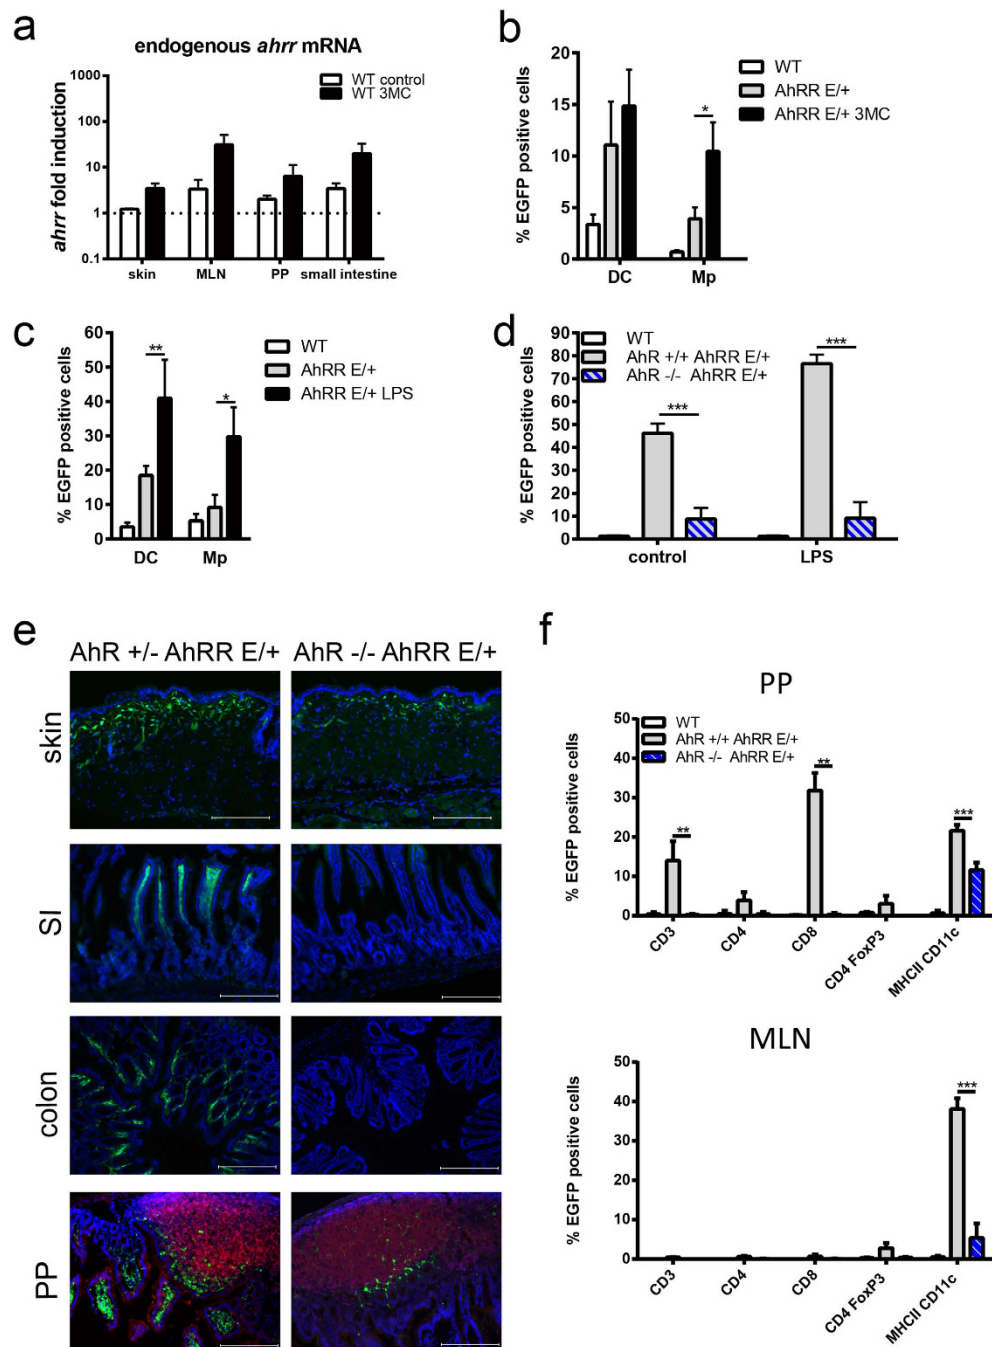 a
endogenous ahrr mRNA
ahrr fold induction
1000
100
10
1
0.1
WT control
WT 3MC
skin
MLN
PP
small intestine
b
% EGFP positive cells
20
15
10
5
0
WT
AhRR E/+
AhRR E/+ 3MC
*
DC
Mp
c
% EGFP positive cells
60
50
40
30
20
10
0
WT
AhRR E/+
AhRR E/+ LPS
**
*
DC
Mp
d
% EGFP positive cells
90
80
70
60
50
40
30
20
10
0
WT
AhR +/+ AhRR E/+
AhR -/- AhRR E/+
***
***
control
LPS
e
AhR +/- AhRR E/+
AhR -/- AhRR E/+
skin
SI
colon
PP
f
PP
% EGFP positive cells
50
40
30
20
10
0
WT
AhR +/+ AhRR E/+
AhR -/- AhRR E/+
**
**
***
CD3
CD4
CD8
CD4 FoxP3
MHCII CD11c
MLN
% EGFP positive cells
50
40
30
20
10
0
***
CD3
CD4
CD8
CD4 FoxP3
MHCII CD11c